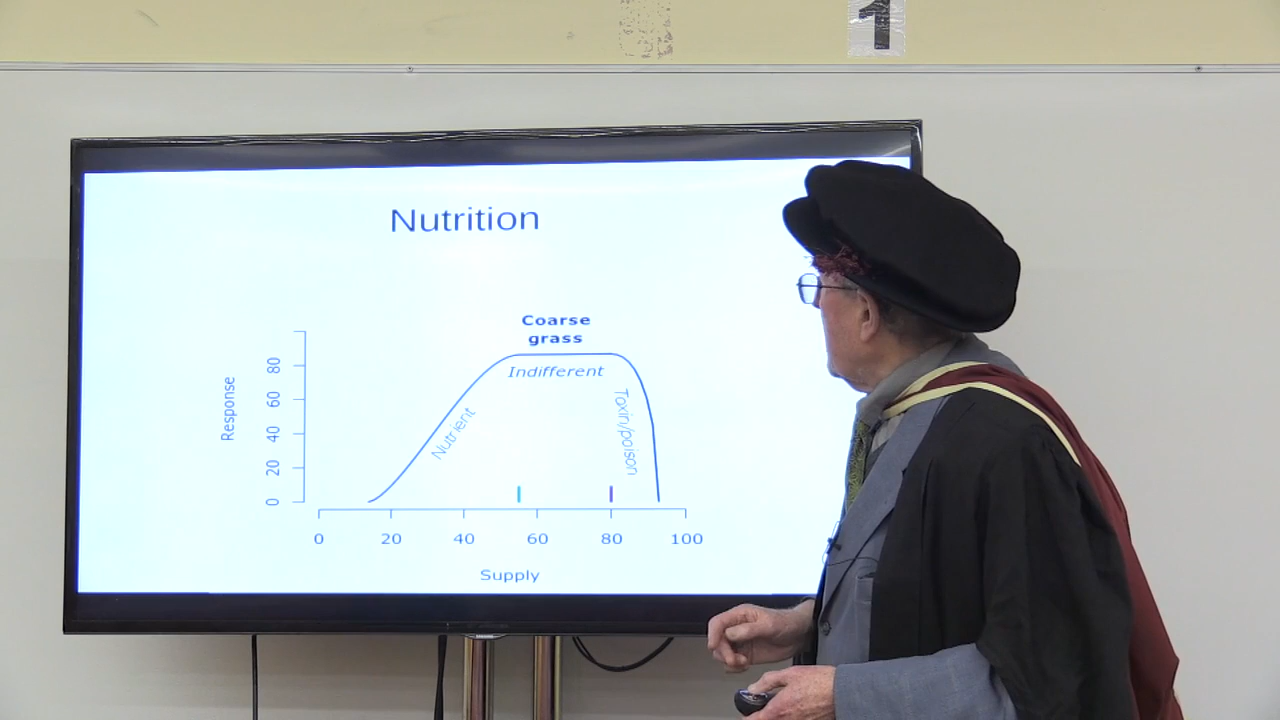 1
Nutrition
Coarse
grass
Indifferent
Nutrient
Toxin/poison
Response
80
60
40
20
0
0 20 40 60 80 100
Supply